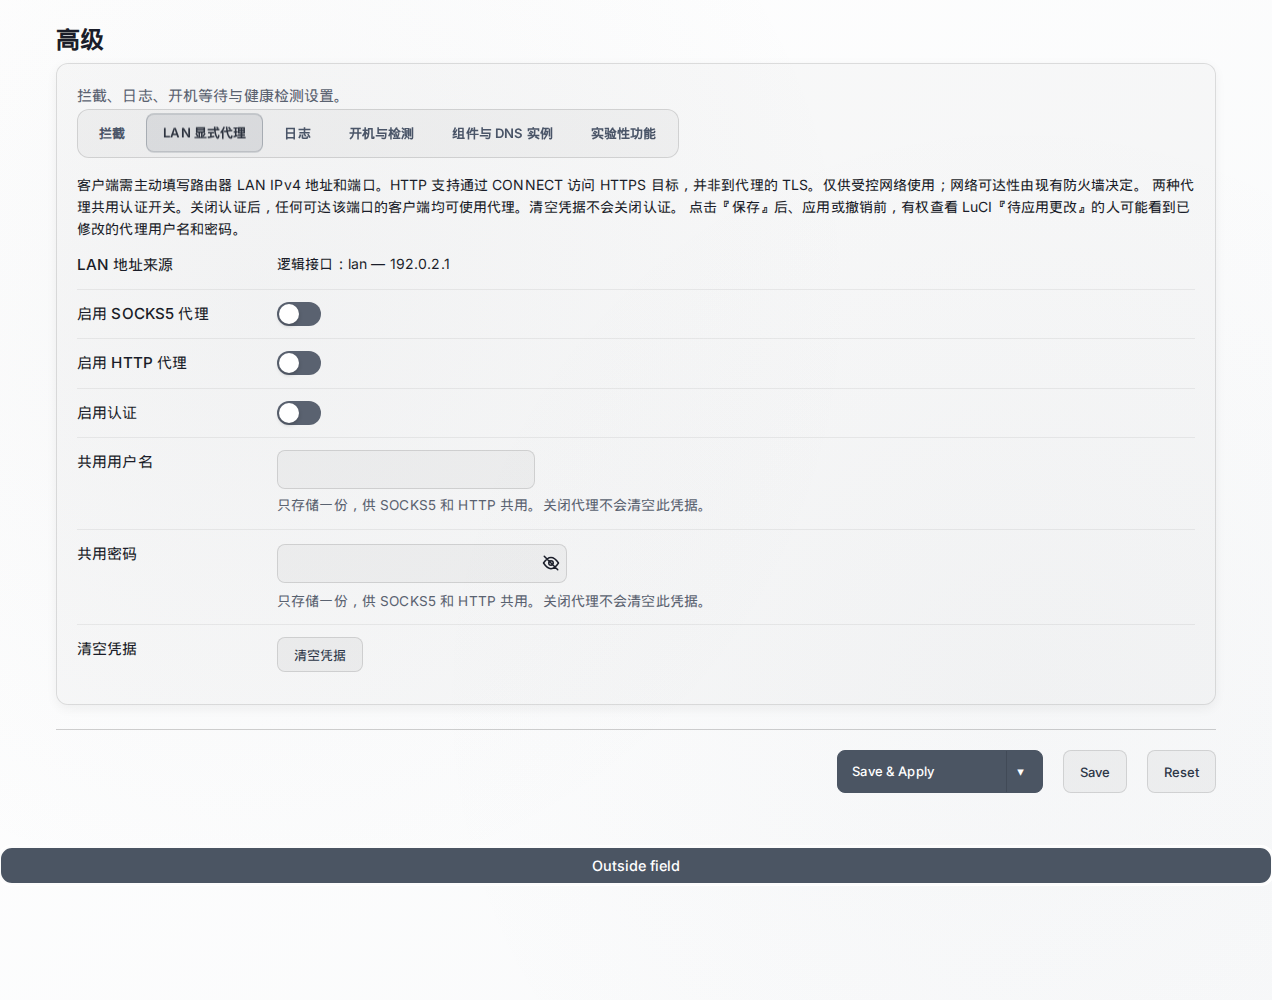 高级
拦截、日志、开机等待与健康检测设置。
拦截 LAN 显式代理 日志 开机与检测 组件与 DNS 实例 实验性功能
客户端需主动填写路由器 LAN IPv4 地址和端口。HTTP 支持通过 CONNECT 访问 HTTPS 目标，并非到代理的 TLS。仅供受控网络使用；网络可达性由现有防火墙决定。 两种代
理共用认证开关。关闭认证后，任何可达该端口的客户端均可使用代理。清空凭据不会关闭认证。 点击『保存』后、应用或撤销前，有权查看 LuCI『待应用更改』的人可能看到已
修改的代理用户名和密码。
LAN 地址来源 逻辑接口：lan — 192.0.2.1
启用 SOCKS5 代理
启用 HTTP 代理
启用认证
共用用户名
只存储一份，供 SOCKS5 和 HTTP 共用。关闭代理不会清空此凭据。
共用密码
只存储一份，供 SOCKS5 和 HTTP 共用。关闭代理不会清空此凭据。
清空凭据 清空凭据
Save & Apply ▾ Save Reset
Outside field